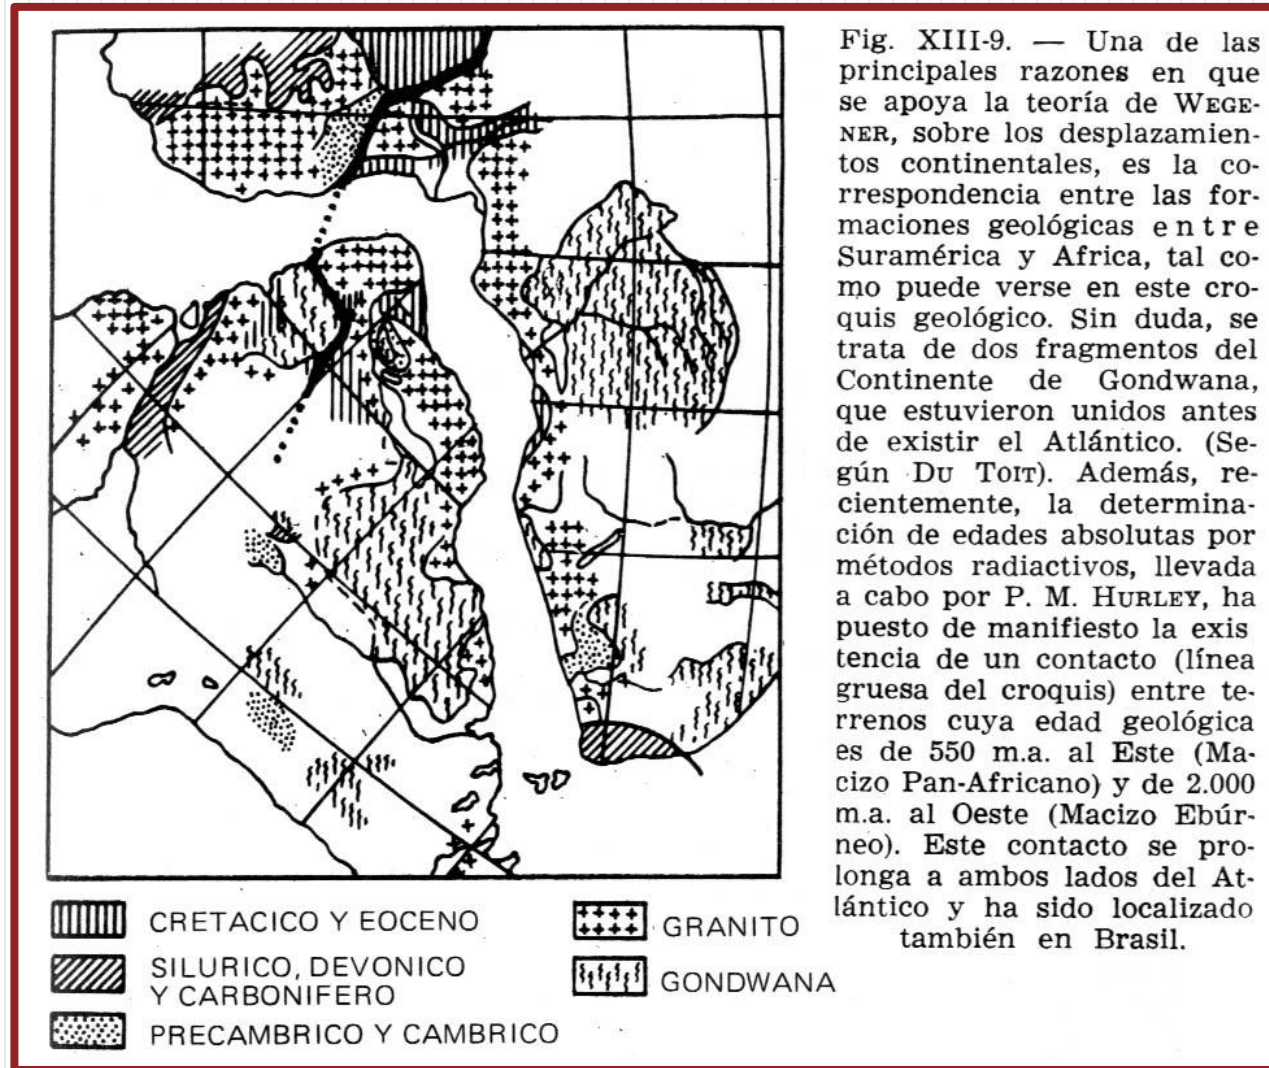 Fig. XIII-9. — Una de las
principales razones en que
se apoya la teoría de WEGE-
NER, sobre los desplazamien-
tos continentales, es la co-
rrespondencia entre las for-
maciones geológicas entre
Suramérica y Africa, tal co-
mo puede verse en este cro-
quis geológico. Sin duda, se
trata de dos fragmentos del
Continente de Gondwana,
que estuvieron unidos antes
de existir el Atlántico. (Se-
gún DU TOIT). Además, re-
cientemente, la determina-
ción de edades absolutas por
métodos radiactivos, llevada
a cabo por P. M. HURLEY, ha
puesto de manifiesto la exis
tencia de un contacto (línea
gruesa del croquis) entre te-
rrenos cuya edad geológica
es de 550 m.a. al Este (Ma-
cizo Pan-Africano) y de 2.000
m.a. al Oeste (Macizo Ebúr-
neo). Este contacto se pro-
longa a ambos lados del At-
lántico y ha sido localizado
también en Brasil.
CRETACICO Y EOCENO
SILURICO, DEVONICO
Y CARBONIFERO
PRECAMBRICO Y CAMBRICO
GRANITO
GONDWANA